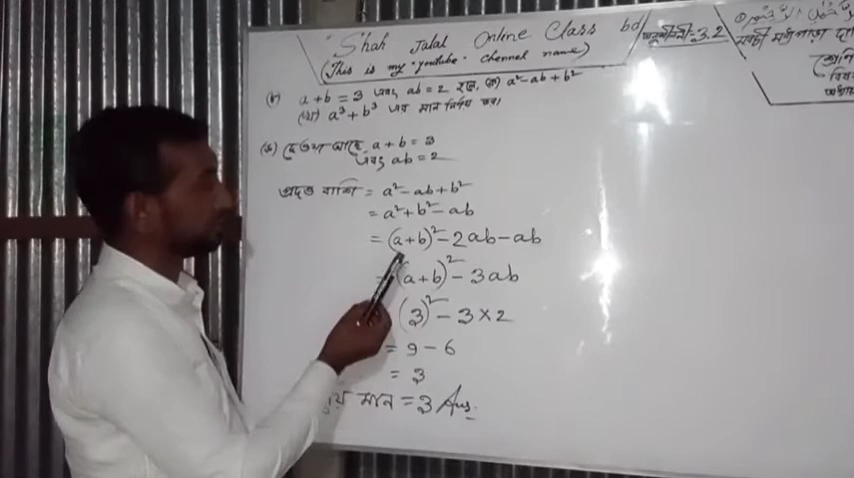 Shah Jalal Online Class bd
(This is my youtube chennel name)
অনুশীলনী-3.2
(৮) a + b = 3 এবং ab = 2 হলে, (ক) a² - ab + b²
(খ) a³ + b³ এর মান নির্ণয় কর।
(ক) দেওয়া আছে, a + b = 3
এবং ab = 2
প্রদত্ত রাশি = a² - ab + b²
= a² + b² - ab
= (a + b)² - 2ab - ab
= (a + b)² - 3ab
(3)² - 3 × 2
= 9 - 6
= 3
মান = 3 Ans.